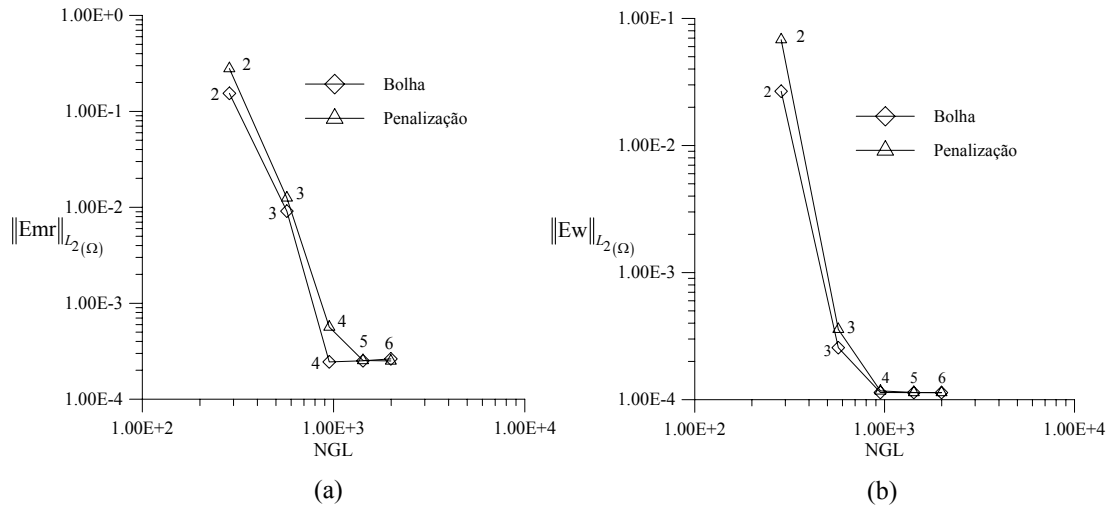 1.00E+0
1.00E-1
1.00E-2
1.00E-3
1.00E-4
‖Emr‖L2(Ω)
2
2
3
3
4
4
5
6
Bolha
Penalização
1.00E+2 1.00E+3 1.00E+4
NGL
(a)
1.00E-1
1.00E-2
1.00E-3
1.00E-4
‖Ew‖L2(Ω)
2
2
3
3
4 5 6
Bolha
Penalização
1.00E+2 1.00E+3 1.00E+4
NGL
(b)